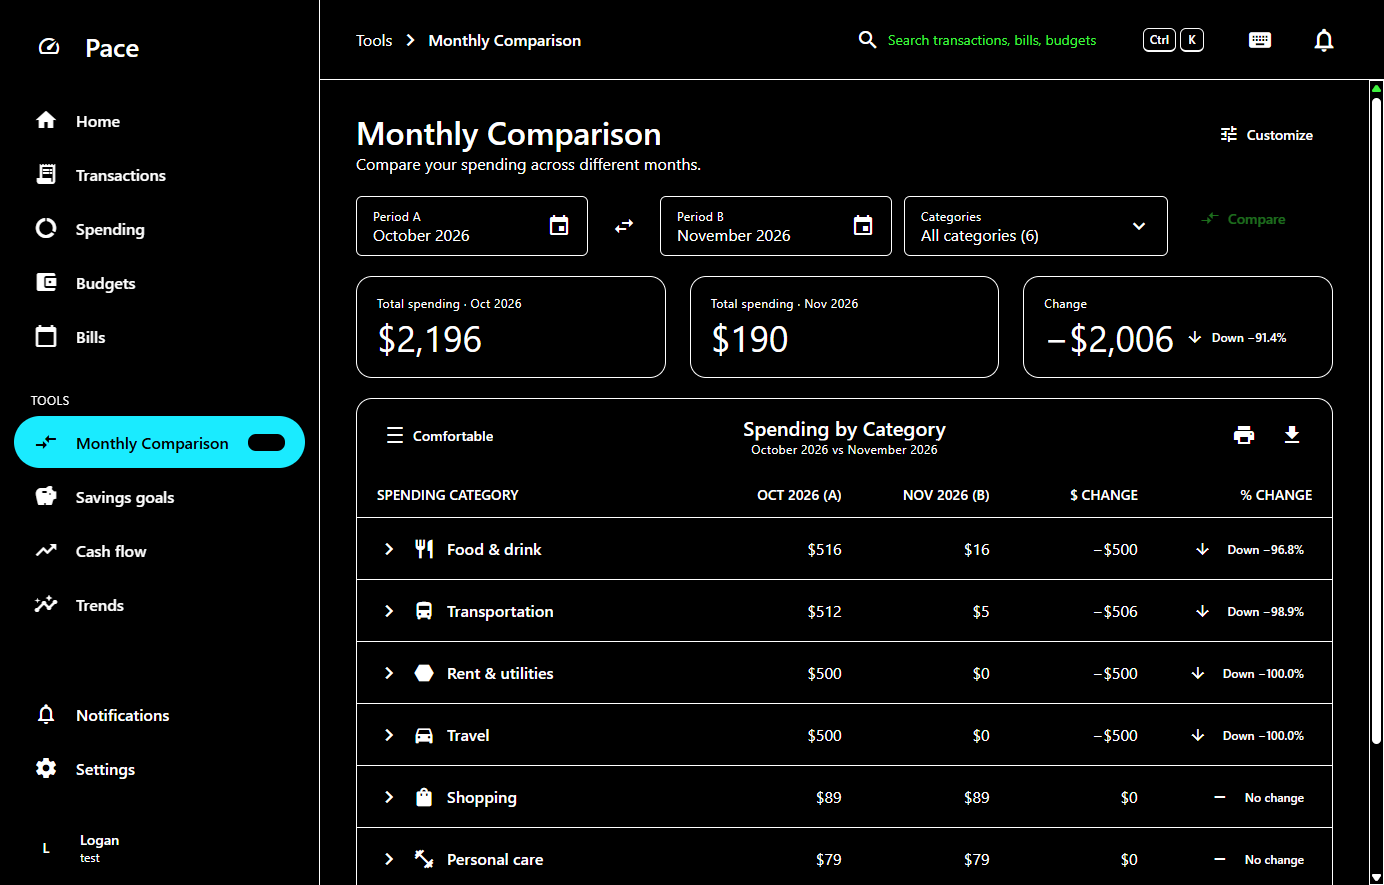 Pace
Home
Transactions
Spending
Budgets
Bills
TOOLS
Monthly Comparison
Savings goals
Cash flow
Trends
Notifications
Settings
L
Logan
test
Tools Monthly Comparison
Search transactions, bills, budgets
Ctrl K
Monthly Comparison
Customize
Compare your spending across different months.
Period A
October 2026
Period B
November 2026
Categories
All categories (6)
Compare
Total spending · Oct 2026
$2,196
Total spending · Nov 2026
$190
Change
−$2,006 Down −91.4%
Comfortable
Spending by Category
October 2026 vs November 2026
SPENDING CATEGORY OCT 2026 (A) NOV 2026 (B) $ CHANGE % CHANGE
Food & drink $516 $16 −$500 Down −96.8%
Transportation $512 $5 −$506 Down −98.9%
Rent & utilities $500 $0 −$500 Down −100.0%
Travel $500 $0 −$500 Down −100.0%
Shopping $89 $89 $0 No change
Personal care $79 $79 $0 No change